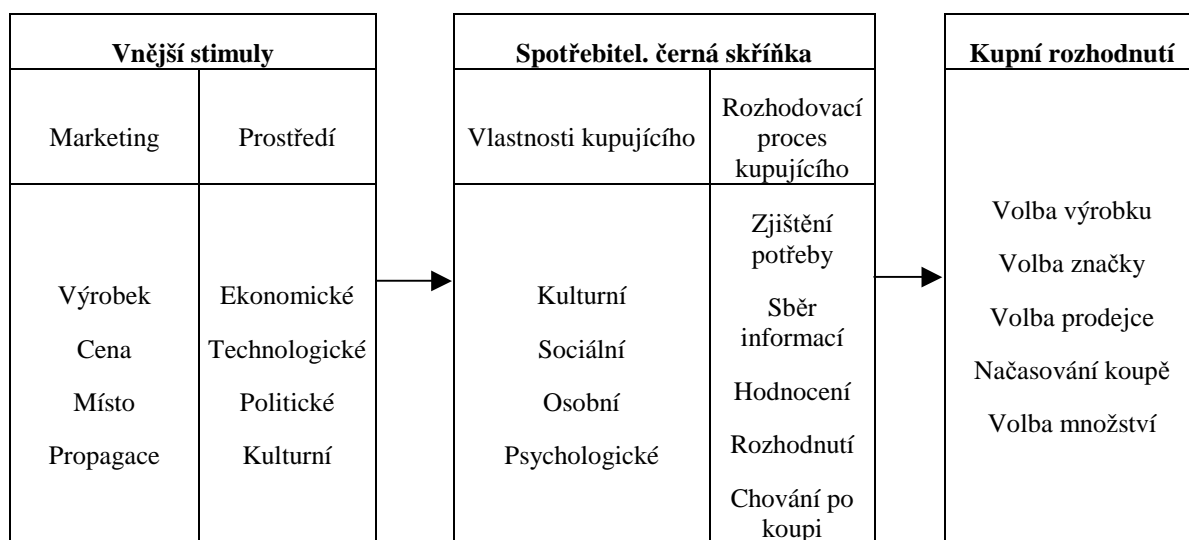 Vnější stimuly
Marketing
Prostředí
Výrobek
Cena
Místo
Propagace
Ekonomické
Technologické
Politické
Kulturní
Spotřebitel. černá skříňka
Vlastnosti kupujícího
Rozhodovací
proces
kupujícího
Kulturní
Sociální
Osobní
Psychologické
Zjištění
potřeby
Sběr
informací
Hodnocení
Rozhodnutí
Chování po
koupi
Kupní rozhodnutí
Volba výrobku
Volba značky
Volba prodejce
Načasování koupě
Volba množství